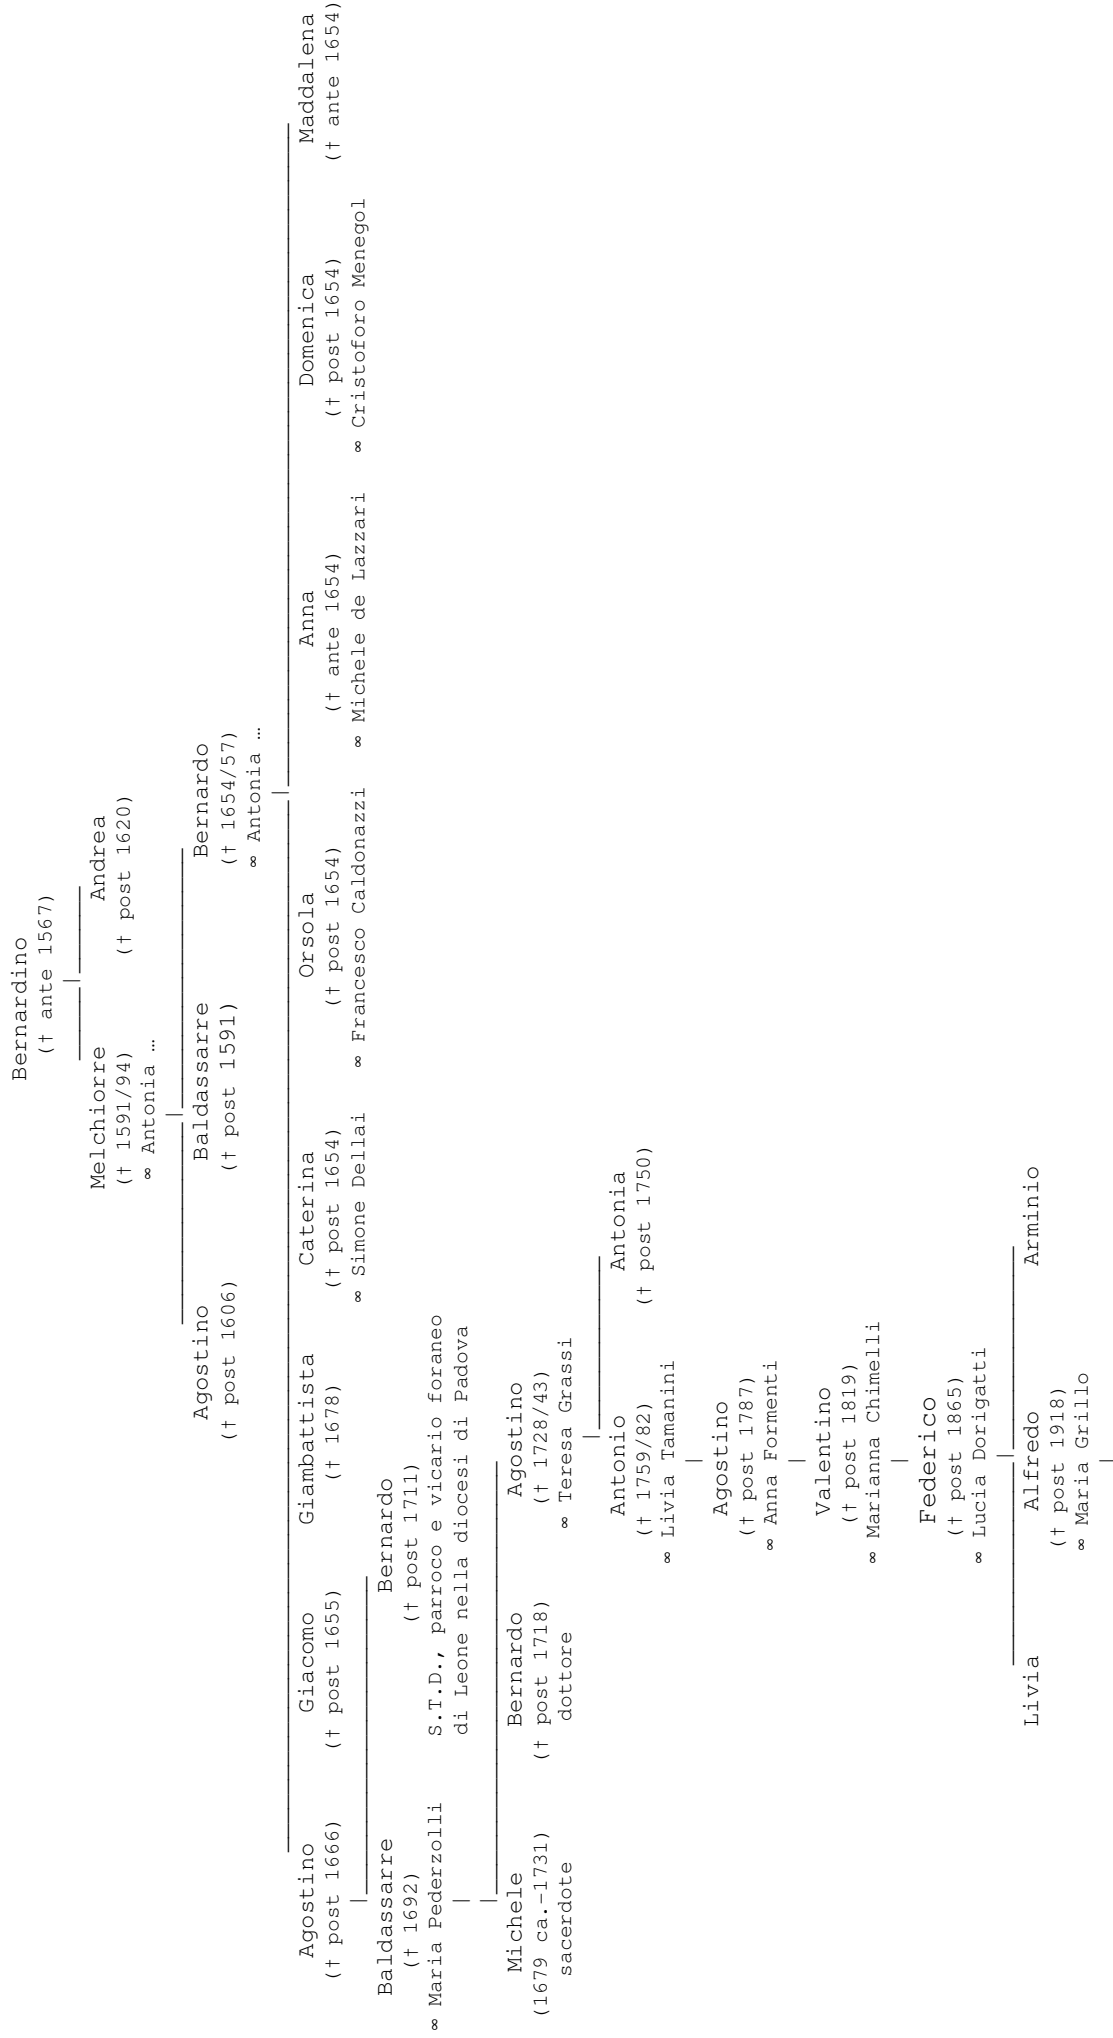 Bernardino
(† ante 1567)
Melchiorre Andrea
(† 1591/94) († post 1620)
∞ Antonia …
Agostino Baldassarre Bernardo
(† post 1606) († post 1591) († 1654/57)
∞ Antonia …
Agostino Giacomo Giambattista Caterina Orsola Anna Domenica Maddalena
(† post 1666) († post 1655) († 1678) († post 1654) († post 1654) († ante 1654) († post 1654) († ante 1654)
∞ Simone Dellai ∞ Francesco Caldonazzi ∞ Michele de Lazzari ∞ Cristoforo Menegol
Baldassarre Bernardo
(† 1692) († post 1711)
∞ Maria Pederzolli S.T.D., parroco e vicario foraneo
di Leone nella diocesi di Padova
Michele Bernardo Agostino
(1679 ca.-1731) († post 1718) († 1728/43)
sacerdote dottore ∞ Teresa Grassi
Antonio Antonia
(† 1759/82) († post 1750)
∞ Livia Tamanini
Agostino
(† post 1787)
∞ Anna Formenti
Valentino
(† post 1819)
∞ Marianna Chimelli
Federico
(† post 1865)
∞ Lucia Dorigatti
Livia Alfredo Arminio
(† post 1918)
∞ Maria Grillo